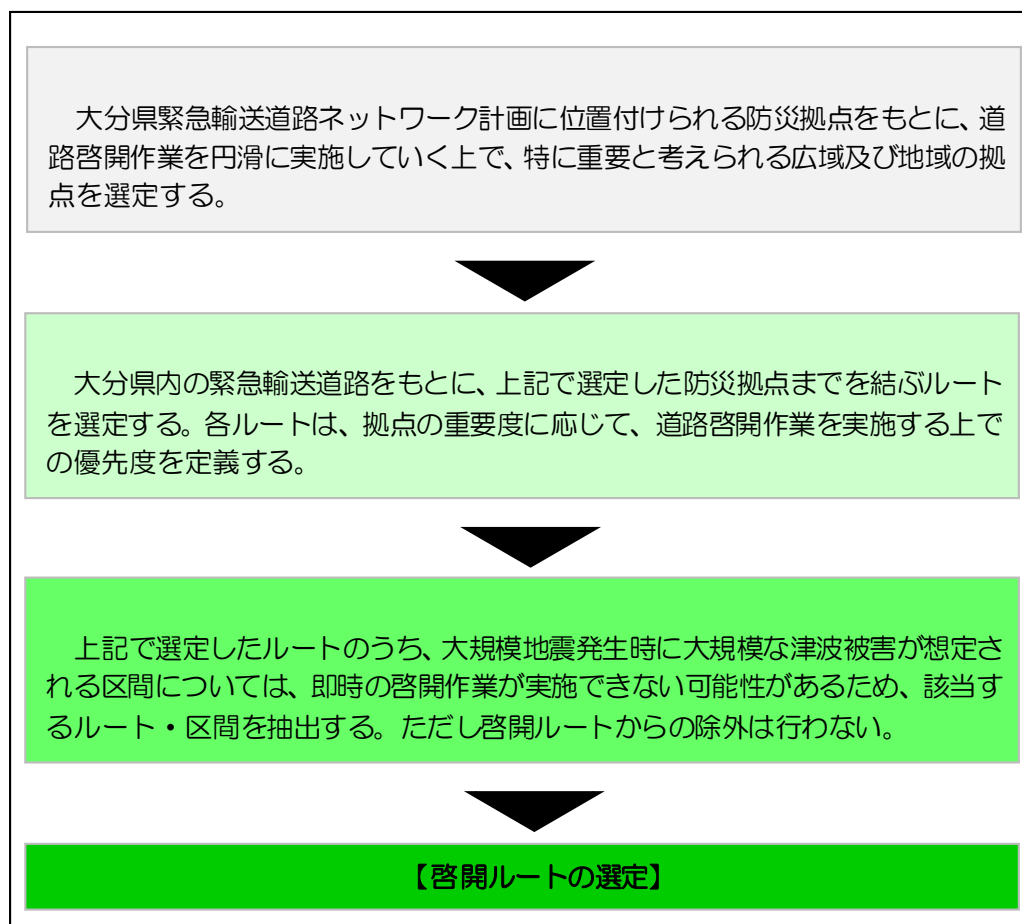 大分県緊急輸送道路ネットワーク計画に位置付けられる防災拠点をもとに、道
路啓開作業を円滑に実施していく上で、特に重要と考えられる広域及び地域の拠
点を選定する。
大分県内の緊急輸送道路をもとに、上記で選定した防災拠点までを結ぶルート
を選定する。各ルートは、拠点の重要度に応じて、道路啓開作業を実施する上で
の優先度を定義する。
上記で選定したルートのうち、大規模地震発生時に大規模な津波被害が想定さ
れる区間については、即時の啓開作業が実施できない可能性があるため、該当す
るルート・区間を抽出する。ただし啓開ルートからの除外は行わない。
【啓開ルートの選定】